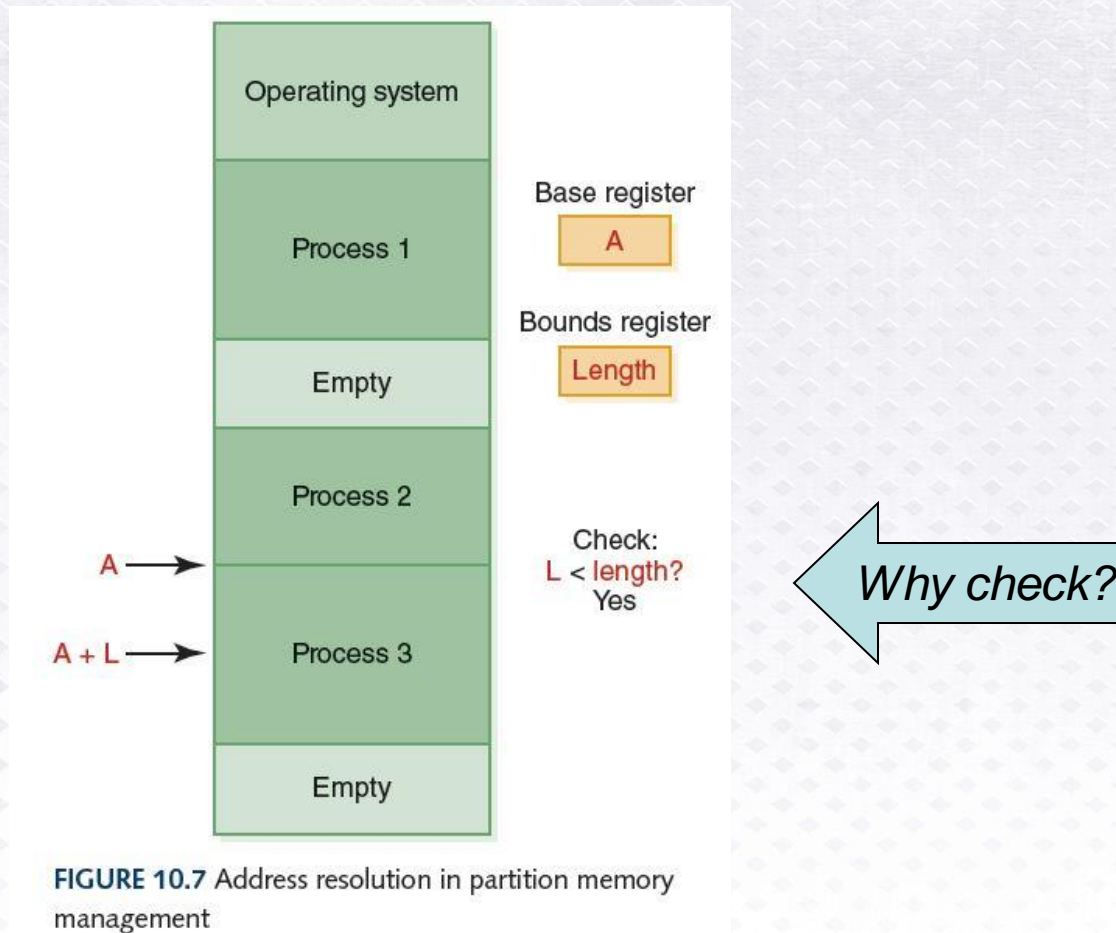 Operating system
Process 1
Empty
Process 2
Process 3
Empty
A
A + L
Base register
A
Bounds register
Length
Check:
L < length?
Yes
Why check?
FIGURE 10.7 Address resolution in partition memory
management